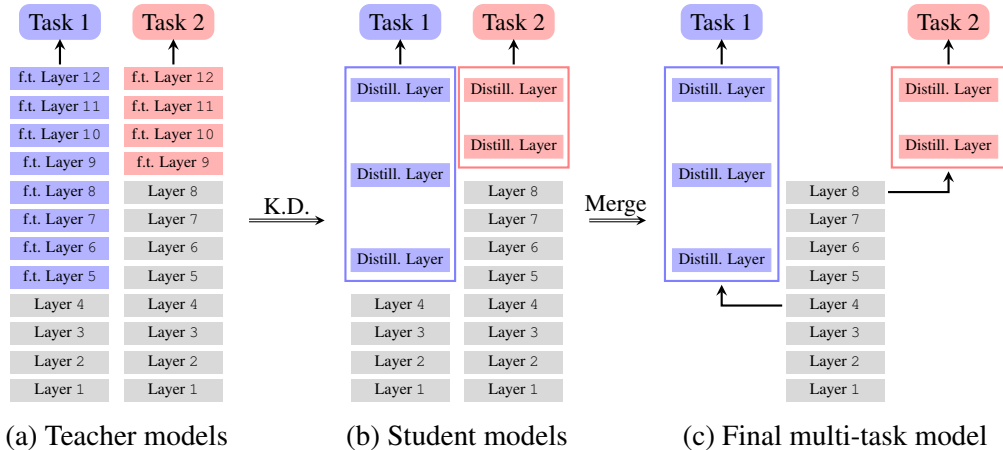 Task 1
Task 2
f.t. Layer 12
f.t. Layer 11
f.t. Layer 10
f.t. Layer 9
f.t. Layer 8
f.t. Layer 7
f.t. Layer 6
f.t. Layer 5
Layer 4
Layer 3
Layer 2
Layer 1
f.t. Layer 12
f.t. Layer 11
f.t. Layer 10
f.t. Layer 9
Layer 8
Layer 7
Layer 6
Layer 5
Layer 4
Layer 3
Layer 2
Layer 1
(a) Teacher models
K.D.
Task 1
Task 2
Distill. Layer
Distill. Layer
Distill. Layer
Layer 4
Layer 3
Layer 2
Layer 1
Distill. Layer
Distill. Layer
Layer 8
Layer 7
Layer 6
Layer 5
Layer 4
Layer 3
Layer 2
Layer 1
(b) Student models
Merge
Task 1
Task 2
Distill. Layer
Distill. Layer
Distill. Layer
Layer 8
Layer 7
Layer 6
Layer 5
Layer 4
Layer 3
Layer 2
Layer 1
Distill. Layer
Distill. Layer
(c) Final multi-task model